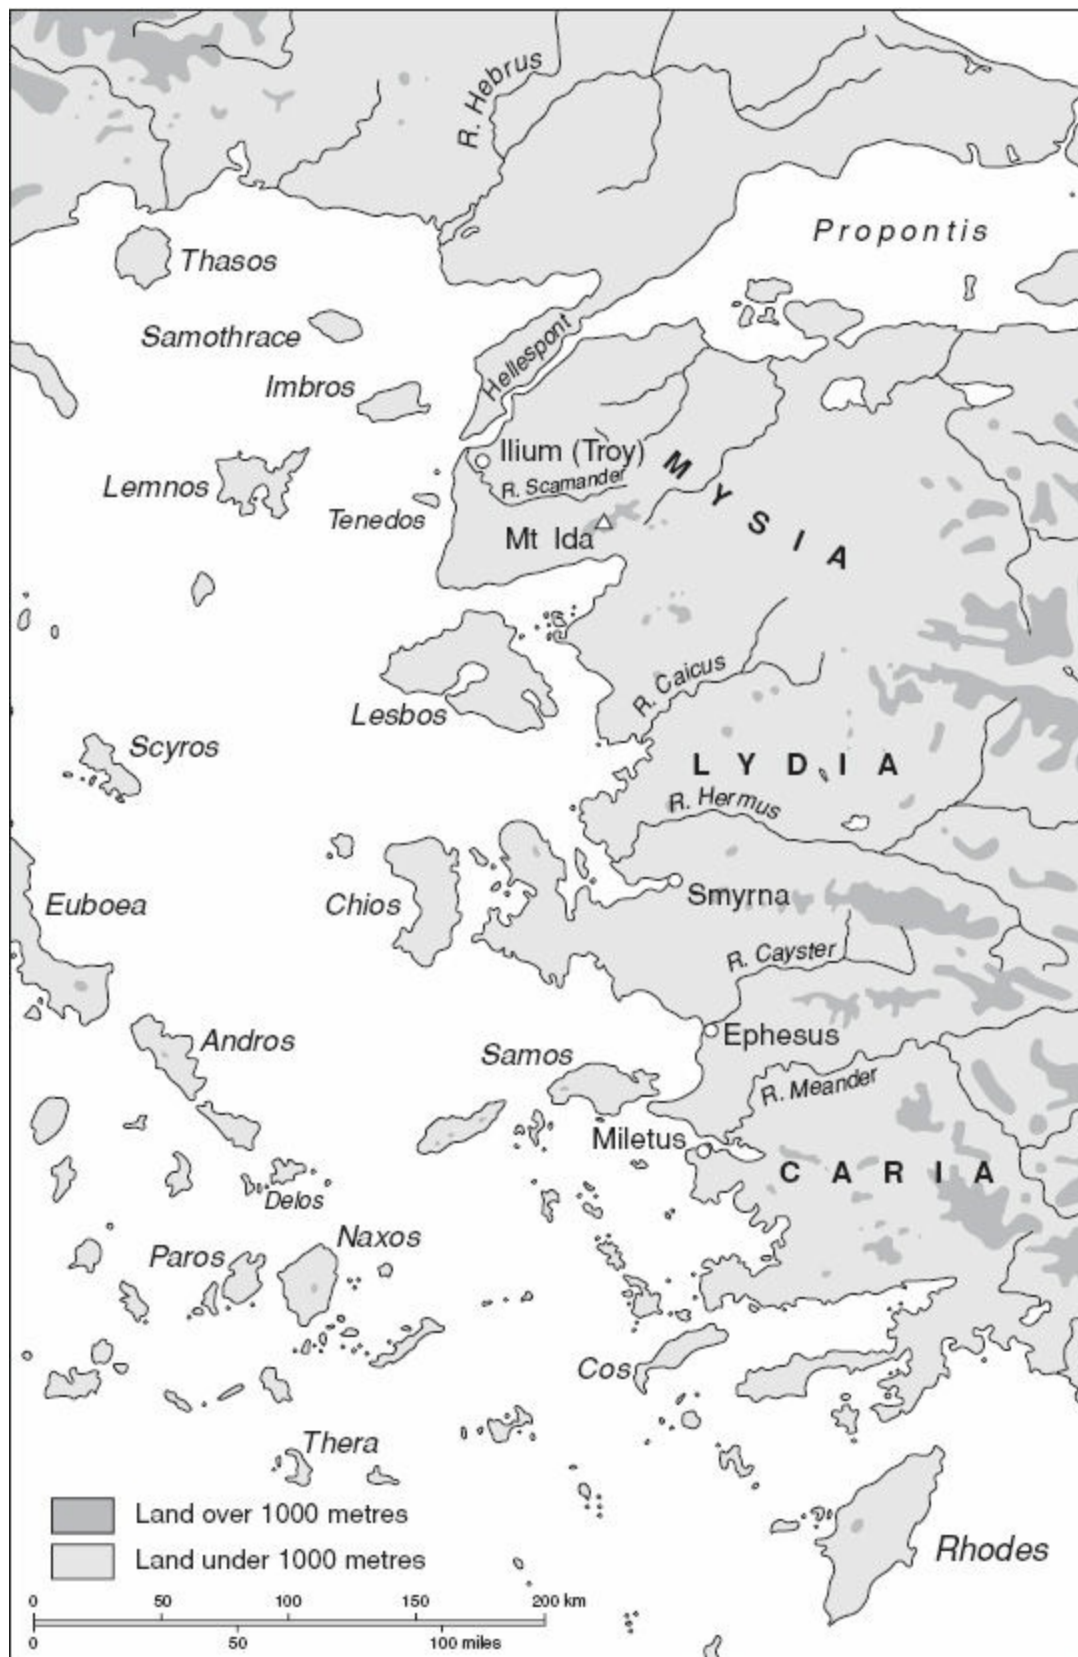 R. Hebrus
Propontis
Thasos
Samothrace
Hellespont
Imbros
Ilium (Troy)
MYSIA
R. Scamander
Lemnos
Tenedos
Mt Ida
R. Caicus
Lesbos
Scyros
LYDIA
R. Hermus
Euboea
Chios
Smyrna
R. Cayster
Andros
Samos
Ephesus
R. Meander
Miletus
CARIA
Delos
Naxos
Paros
Cos
Thera
Land over 1000 metres
Rhodes
Land under 1000 metres
0 50 100 150 200 km
0 50 100 miles